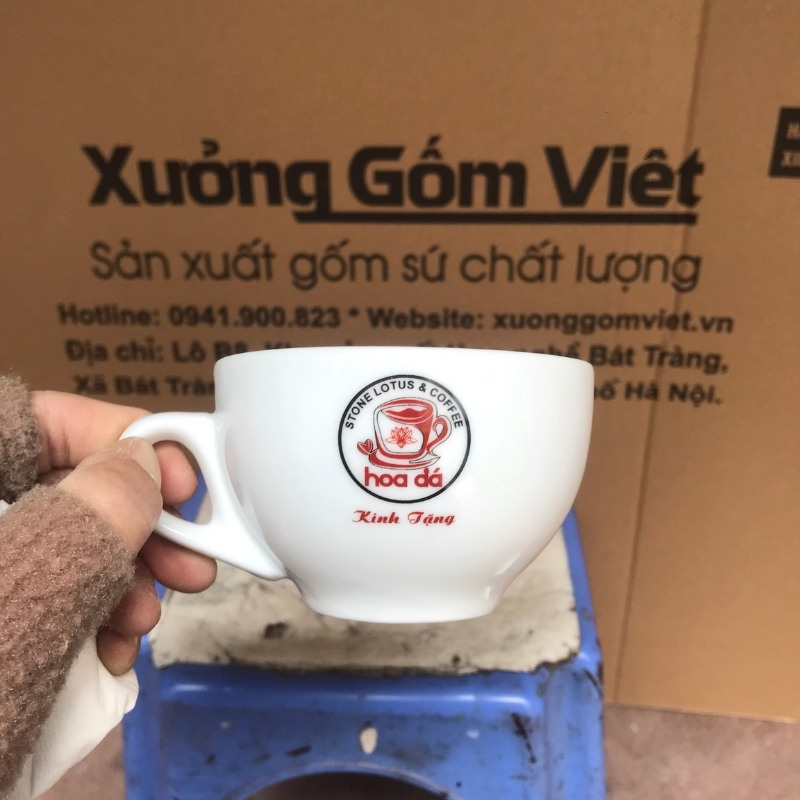 Xưởng Gốm Việt
Sản xuất gốm sứ chất lượng
Hotline: 0941.900.823 * Website: xuonggomviet.vn
Địa chỉ: Lô Bát Tràng,
Xã Bát Hà Nội.
STONE LOTUS & COFFEE
hoa đá
Kính Tặng